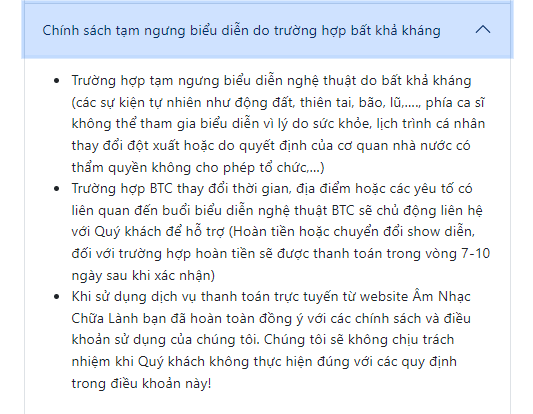 Chính sách tạm ngưng biểu diễn do trường hợp bất khả kháng
• Trường hợp tạm ngưng biểu diễn nghệ thuật do bất khả kháng
(các sự kiện tự nhiên như động đất, thiên tai, bão, lũ,...., phía ca sĩ
không thể tham gia biểu diễn vì lý do sức khỏe, lịch trình cá nhân
thay đổi đột xuất hoặc do quyết định của cơ quan nhà nước có
thẩm quyền không cho phép tổ chức,...)
• Trường hợp BTC thay đổi thời gian, địa điểm hoặc các yếu tố có
liên quan đến buổi biểu diễn nghệ thuật BTC sẽ chủ động liên hệ
với Quý khách để hỗ trợ (Hoàn tiền hoặc chuyển đổi show diễn,
đối với trường hợp hoàn tiền sẽ được thanh toán trong vòng 7-10
ngày sau khi xác nhận)
• Khi sử dụng dịch vụ thanh toán trực tuyến từ website Âm Nhạc
Chữa Lành bạn đã hoàn toàn đồng ý với các chính sách và điều
khoản sử dụng của chúng tôi. Chúng tôi sẽ không chịu trách
nhiệm khi Quý khách không thực hiện đúng với các quy định
trong điều khoản này!